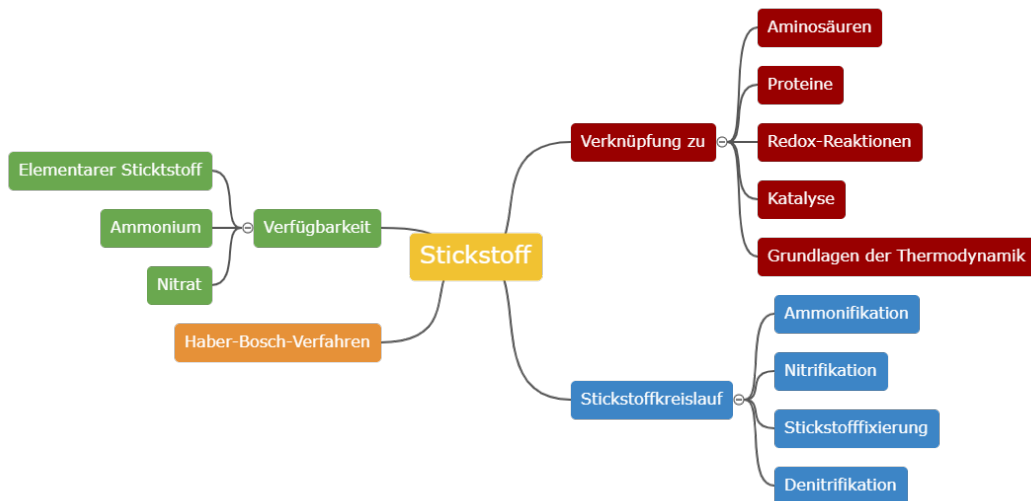 Stickstoff
Verfügbarkeit
Elementarer Sticktstoff
Ammonium
Nitrat
Haber-Bosch-Verfahren
Verknüpfung zu
Aminosäuren
Proteine
Redox-Reaktionen
Katalyse
Grundlagen der Thermodynamik
Stickstoffkreislauf
Ammonifikation
Nitrifikation
Stickstofffixierung
Denitrifikation